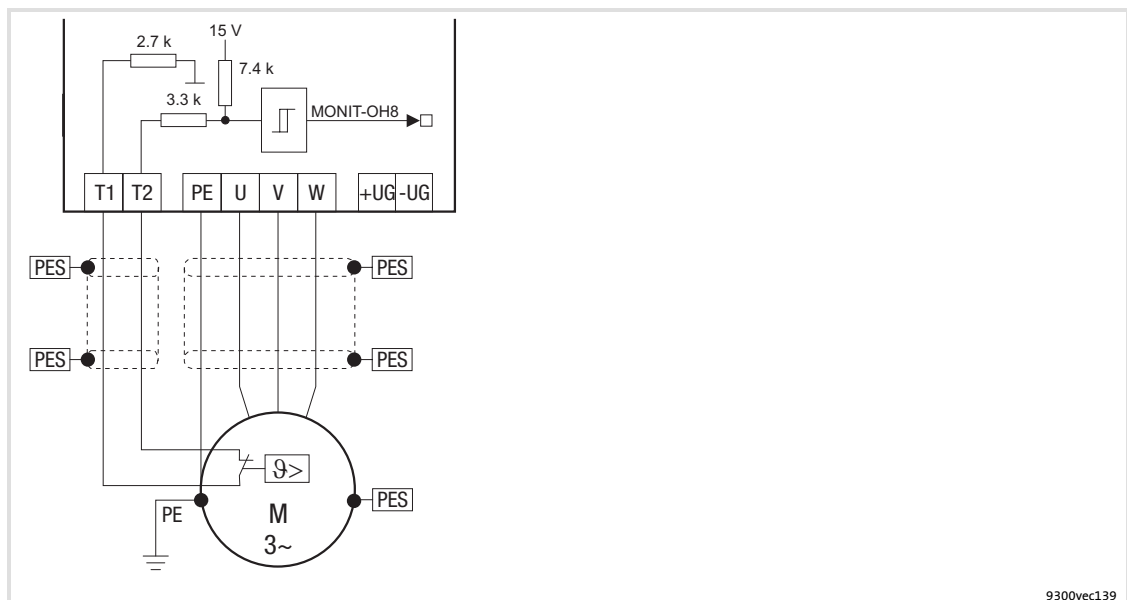 15 V
2.7 k
7.4 k
3.3 k
MONIT-OH8
T1 T2 PE U V W +UG -UG
PES PES
PES PES
ϑ>
PES
PE
M
3~
9300vec139